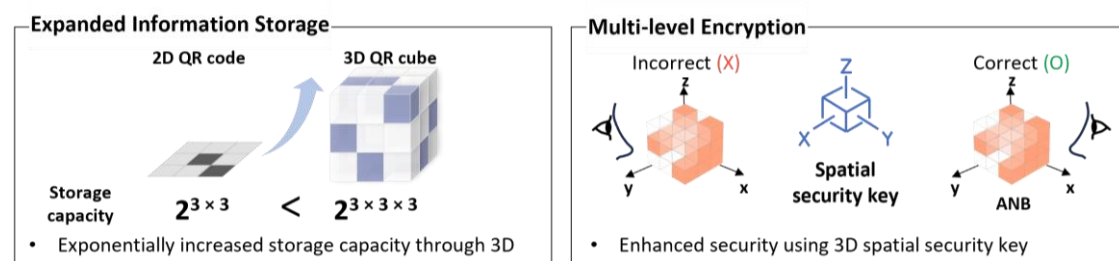 Expanded Information Storage
2D QR code
3D QR cube
Storage
capacity
2^3 × 3 < 2^3 × 3 × 3
• Exponentially increased storage capacity through 3D
Multi-level Encryption
Incorrect (X)
z
y
x
Z
X
Y
Spatial
security key
Correct (O)
z
y
x
ANB
• Enhanced security using 3D spatial security key